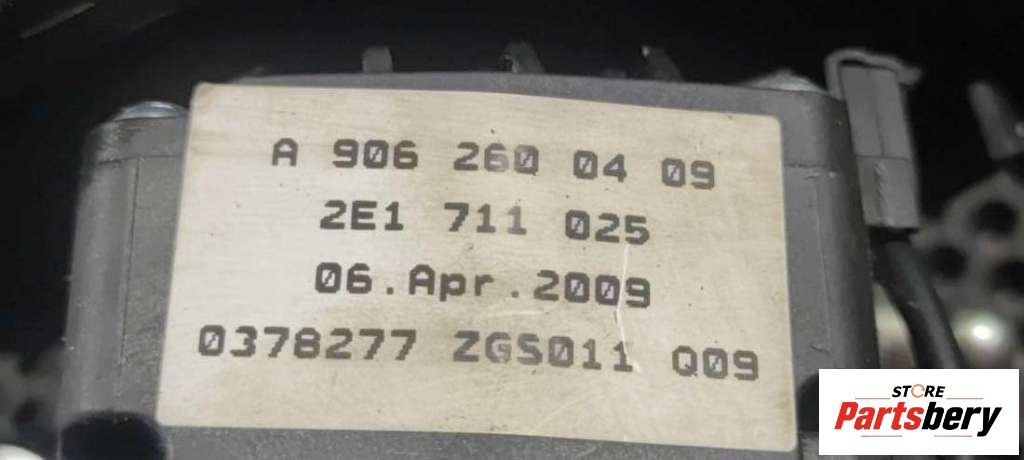 A 906 260 04 09
2E1 711 025
06.Apr.2009
0378277 ZGS011 Q09
STORE
Partsbery